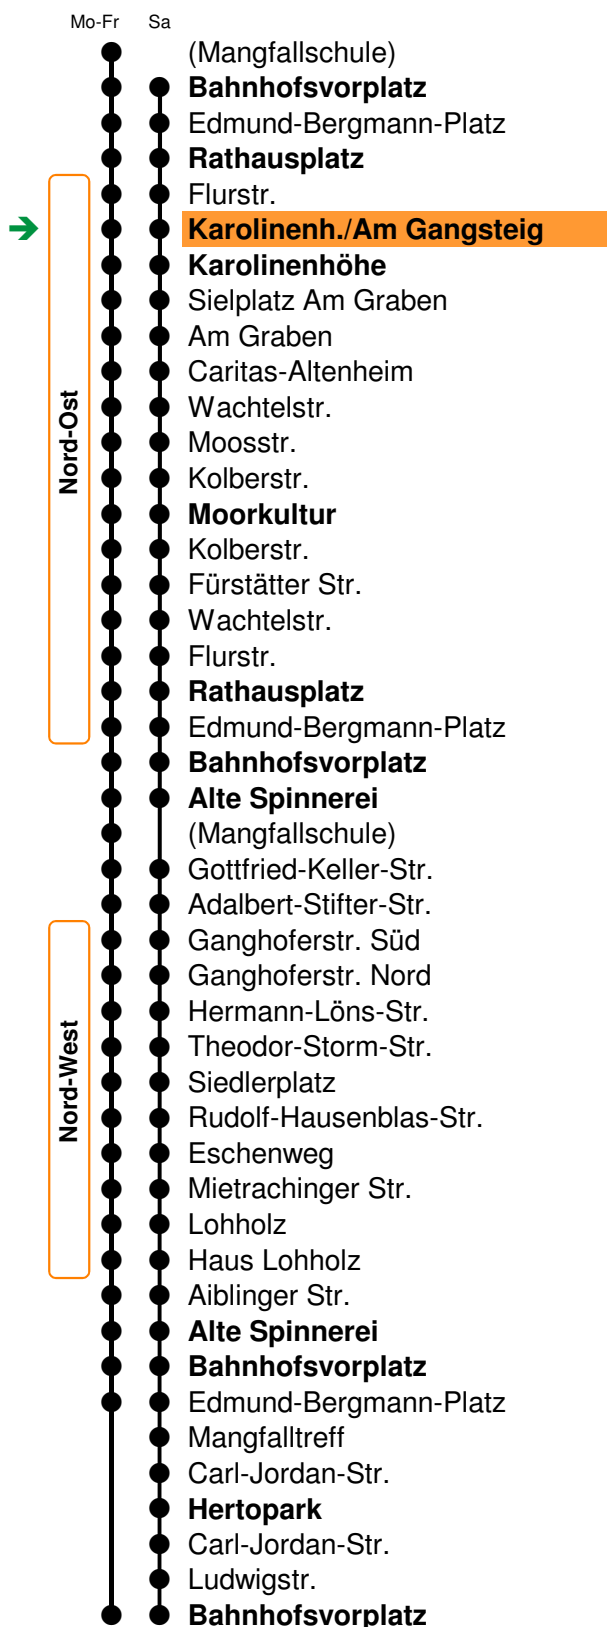 Mo-Fr Sa
(Mangfallschule)
Bahnhofsvorplatz
Edmund-Bergmann-Platz
Rathausplatz
Flurstr.
Karolinenh./Am Gangsteig
Karolinenhöhe
Sielplatz Am Graben
Am Graben
Caritas-Altenheim
Wachtelstr.
Moosstr.
Kolberstr.
Moorkultur
Kolberstr.
Fürstätter Str.
Wachtelstr.
Flurstr.
Rathausplatz
Edmund-Bergmann-Platz
Nord-Ost
Bahnhofsvorplatz
Alte Spinnerei
(Mangfallschule)
Gottfried-Keller-Str.
Adalbert-Stifter-Str.
Ganghoferstr. Süd
Ganghoferstr. Nord
Hermann-Löns-Str.
Theodor-Storm-Str.
Siedlerplatz
Rudolf-Hausenblas-Str.
Eschenweg
Mietrachinger Str.
Lohholz
Haus Lohholz
Nord-West
Aiblinger Str.
Alte Spinnerei
Bahnhofsvorplatz
Edmund-Bergmann-Platz
Mangfalltreff
Carl-Jordan-Str.
Hertopark
Carl-Jordan-Str.
Ludwigstr.
Bahnhofsvorplatz